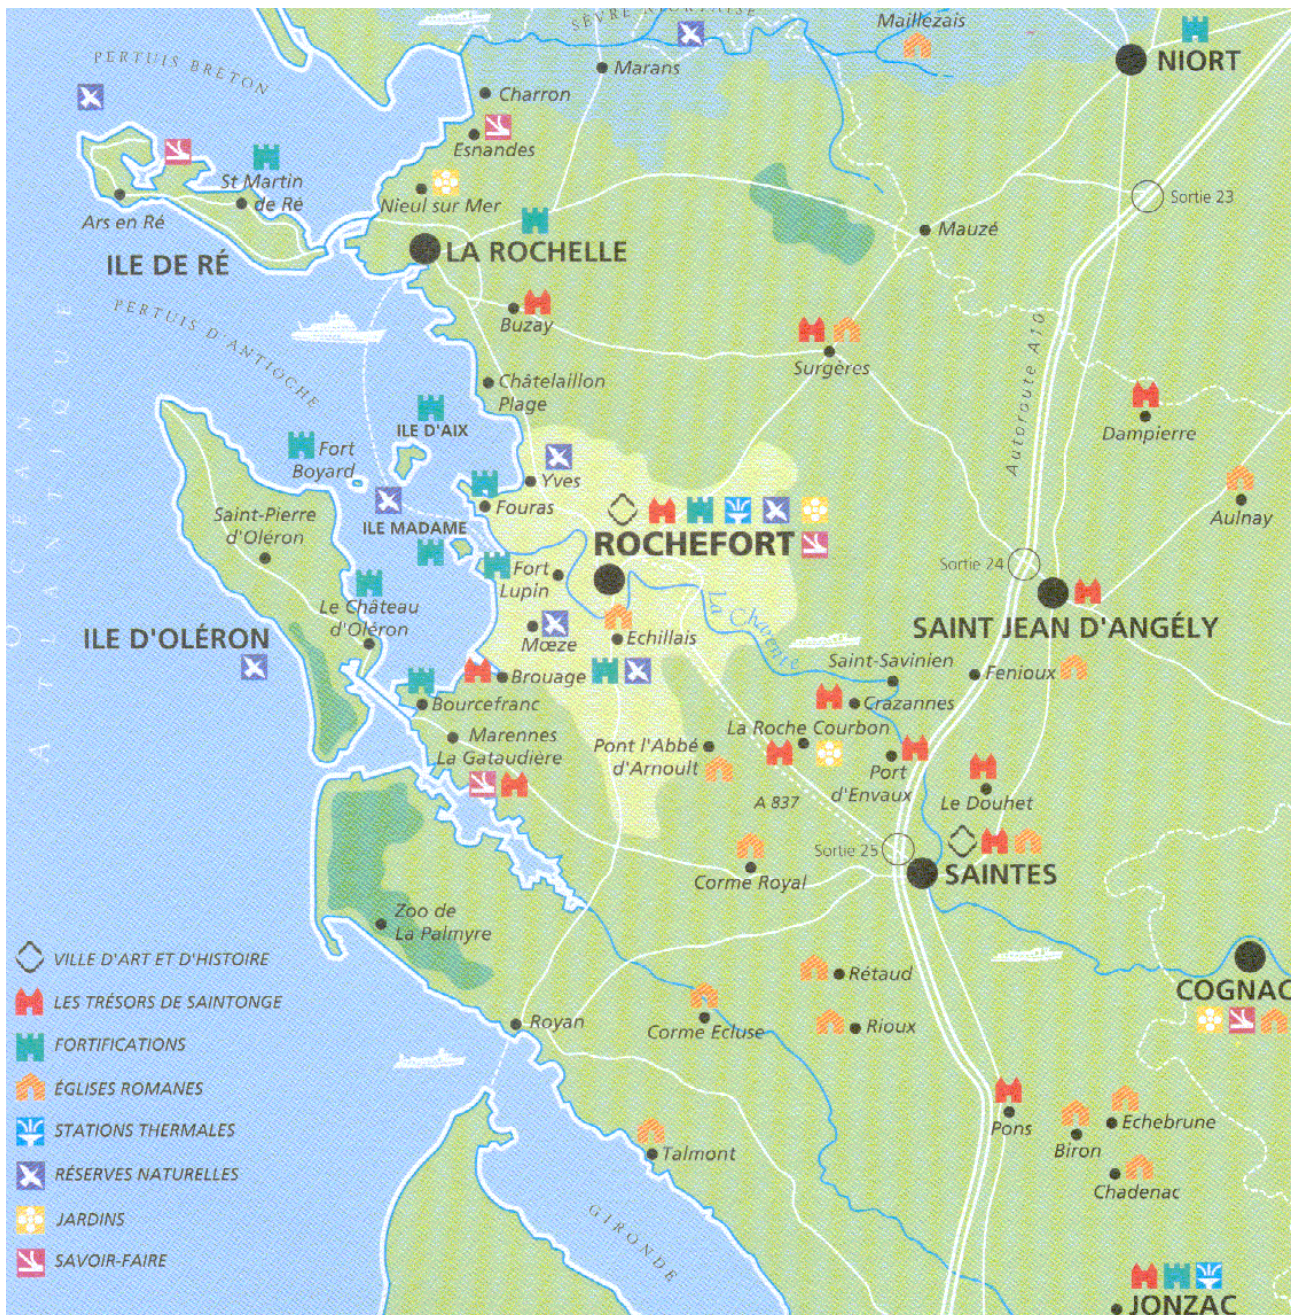 SÈVRE NIORTAISE
Maillezais
PERTUIS BRETON
Marans
NIORT
Charron
Esnandes
St Martin
de Ré
Ars en Ré
Nieul sur Mer
Sortie 23
Mauzé
ILE DE RÉ
LA ROCHELLE
PERTUIS D'ANTIOCHE
Buzay
Autoroute A10
Surgères
Châtelaillon
Plage
Dampierre
ILE D'AIX
Fort
Boyard
Yves
Fouras
Aulnay
OCÉAN
ATLANTIQUE
Saint-Pierre
d'Oléron
ILE MADAME
ROCHEFORT
Sortie 24
Fort
Lupin
La Charente
Le Château
d'Oléron
ILE D'OLÉRON
Mœze
Echillais
SAINT JEAN D'ANGÉLY
Saint-Savinien
Fenioux
Brouage
Bourcefranc
Crazannes
La Roche Courbon
Marennes
La Gataudière
Pont l'Abbé
d'Arnoult
Port
d'Envaux
A 837
Le Douhet
Sortie 25
SAINTES
Corme Royal
Zoo de
La Palmyre
VILLE D'ART ET D'HISTOIRE
LES TRÉSORS DE SAINTONGE
FORTIFICATIONS
ÉGLISES ROMANES
STATIONS THERMALES
RÉSERVES NATURELLES
JARDINS
SAVOIR-FAIRE
Rétaud
COGNAC
Royan
Corme Ecluse
Rioux
Pons
Echebrune
Biron
Talmont
Chadenac
GIRONDE
JONZAC